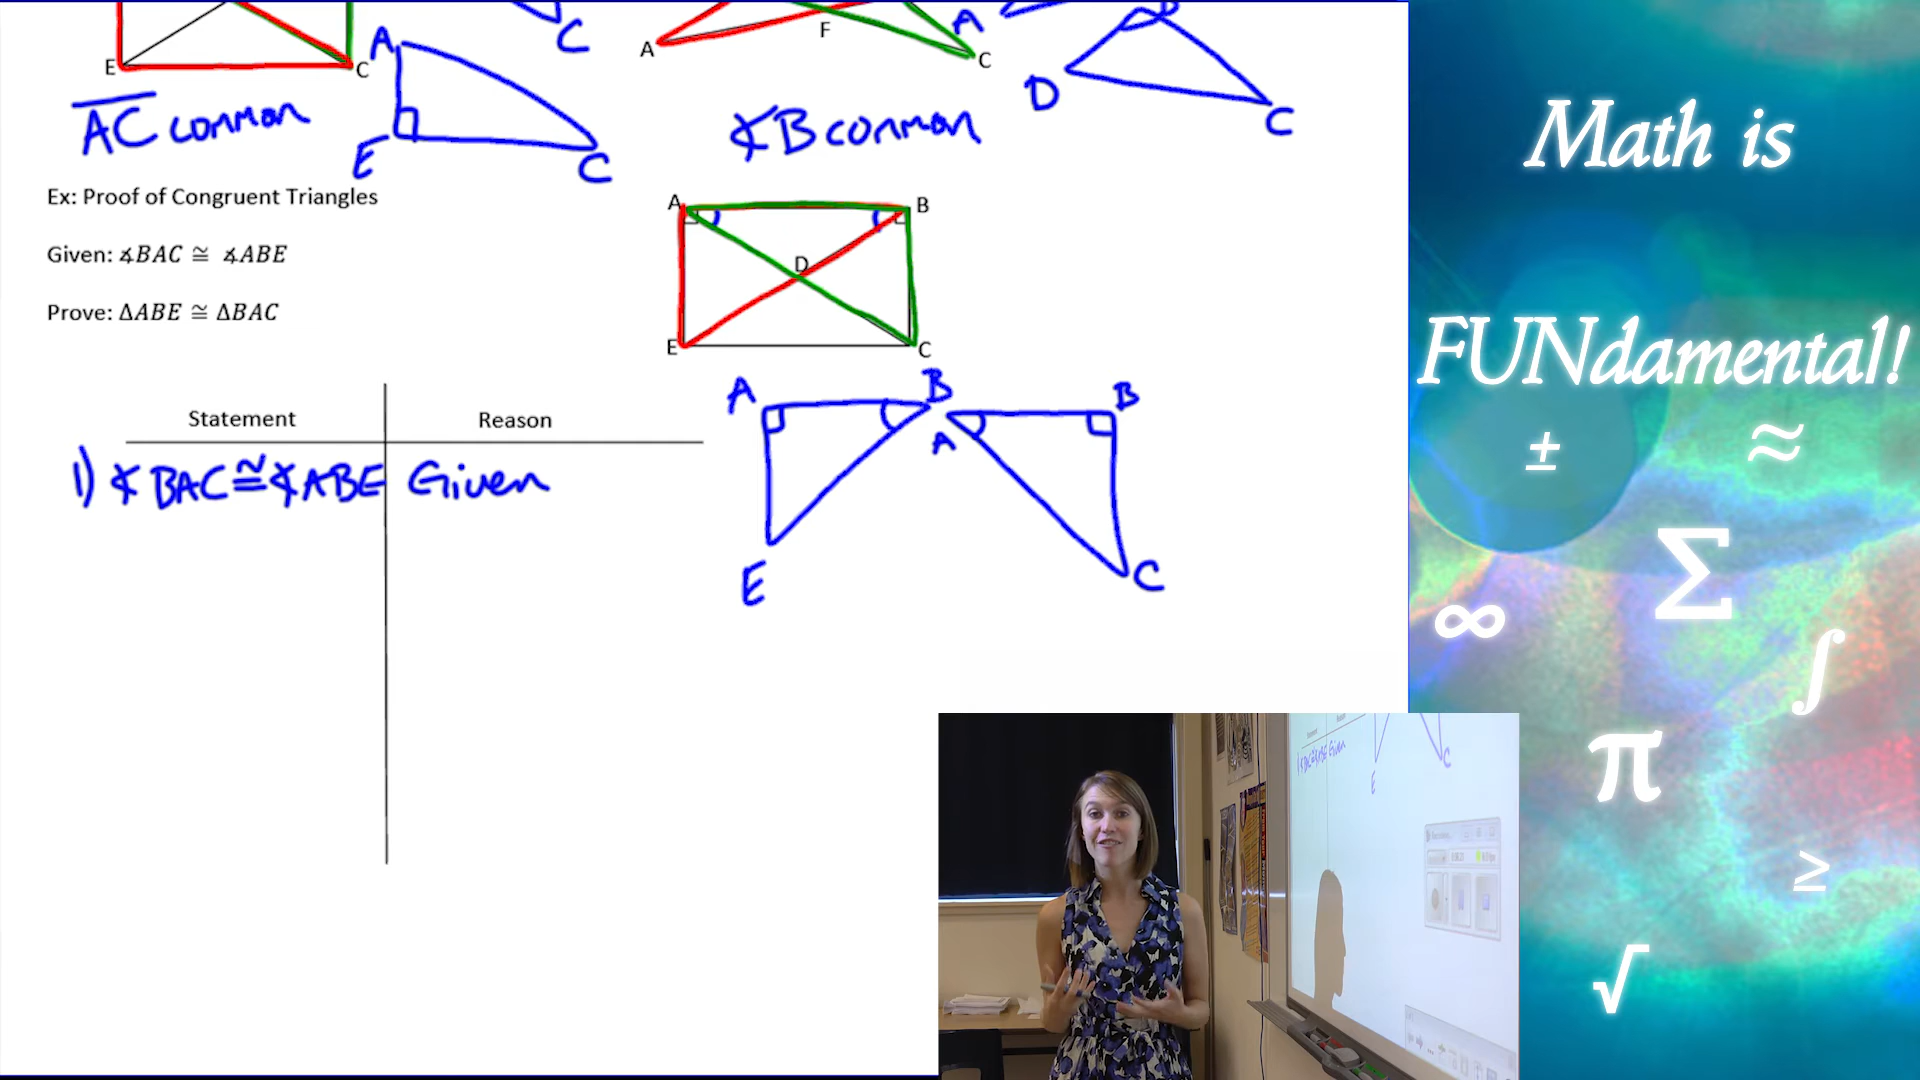 E
C
A
C
A
F
C
A
D
D
C
AC common
E
C
∡B common
Ex: Proof of Congruent Triangles
Given: ∡BAC ≅ ∡ABE
Prove: ΔABE ≅ ΔBAC
A
B
D
E
C
A
B
A
B
E
C
Statement
Reason
1) ∡BAC≅∡ABE
Given
Math is
FUNdamental!
±
≈
Σ
∞
∫
π
≥
√